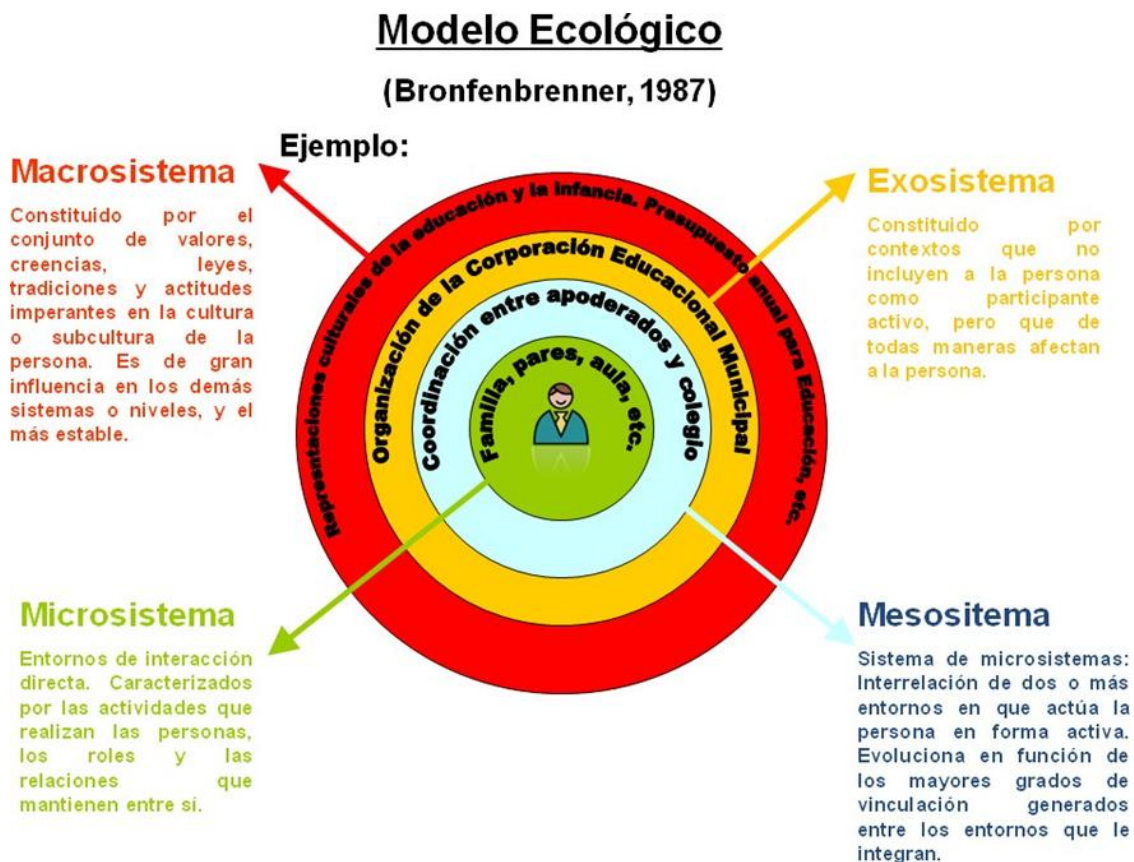 Modelo Ecológico
(Bronfenbrenner, 1987)
Ejemplo:
Macrosistema
Constituido por el
conjunto de valores,
creencias, leyes,
tradiciones y actitudes
imperantes en la cultura
o subcultura de la
persona. Es de gran
influencia en los demás
sistemas o niveles, y el
más estable.
Exosistema
Constituido por
contextos que no
incluyen a la persona
como participante
activo, pero que de
todas maneras afectan
a la persona.
Representaciones culturales de la educación y la infancia. Presupuesto anual para Educación, etc.
Organización de la Corporación Educacional Municipal
Coordinación entre apoderados y colegio
Familia, pares, aula, etc.
Microsistema
Entornos de interacción
directa. Caracterizados
por las actividades que
realizan las personas,
los roles y las
relaciones que
mantienen entre sí.
Mesositema
Sistema de microsistemas:
Interrelación de dos o más
entornos en que actúa la
persona en forma activa.
Evoluciona en función de
los mayores grados de
vinculación generados
entre los entornos que le
integran.